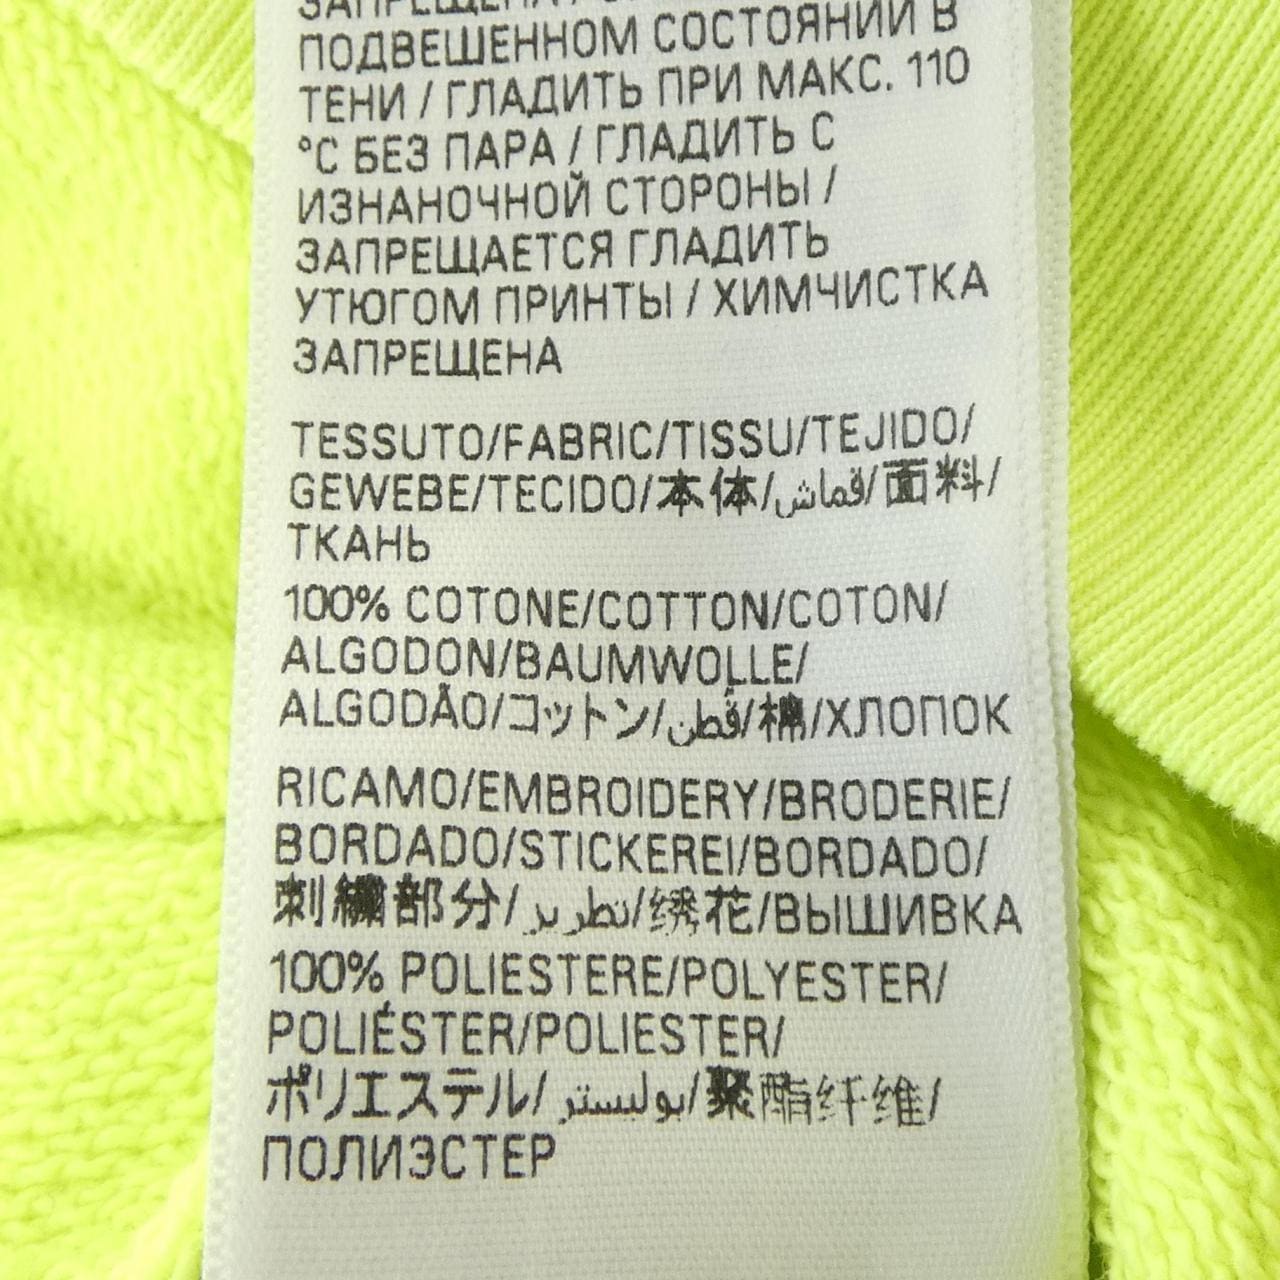 ЗАПРЕЩЕНА /
ПОДВЕШЕННОМ СОСТОЯНИИ В
ТЕНИ / ГЛАДИТЬ ПРИ МАКС. 110
°C БЕЗ ПАРА / ГЛАДИТЬ С
ИЗНАНОЧНОЙ СТОРОНЫ /
ЗАПРЕЩАЕТСЯ ГЛАДИТЬ
УТЮГОМ ПРИНТЫ / ХИМЧИСТКА
ЗАПРЕЩЕНА
TESSUTO/FABRIC/TISSU/TEJIDO/
GEWEBE/TECIDO/本体/قماش/面料/
ТКАНЬ
100% COTONE/COTTON/COTON/
ALGODON/BAUMWOLLE/
ALGODÃO/コットン/قُطن/棉/ХЛОПОК
RICAMO/EMBROIDERY/BRODERIE/
BORDADO/STICKEREI/BORDADO/
刺繍部分/تطريز/绣花/ВЫШИВКА
100% POLIESTERE/POLYESTER/
POLIÉSTER/POLIESTER/
ポリエステル/بوليستر/聚酯纤维/
ПОЛИЭСТЕР